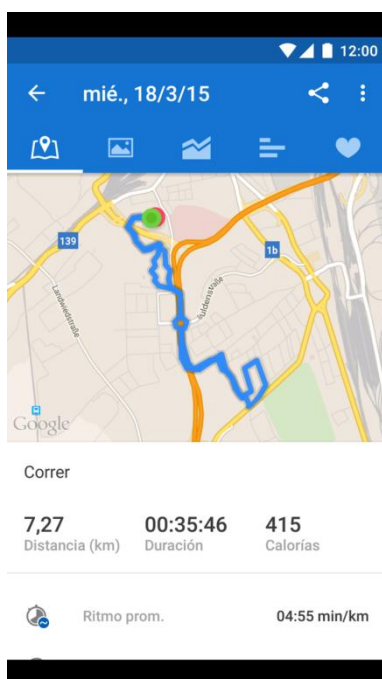 12:00
mié., 18/3/15
139
1b
Landwiedstraße
Google
Correr
7,27 00:35:46 415
Distancia (km) Duración Calorías
Ritmo prom. 04:55 min/km